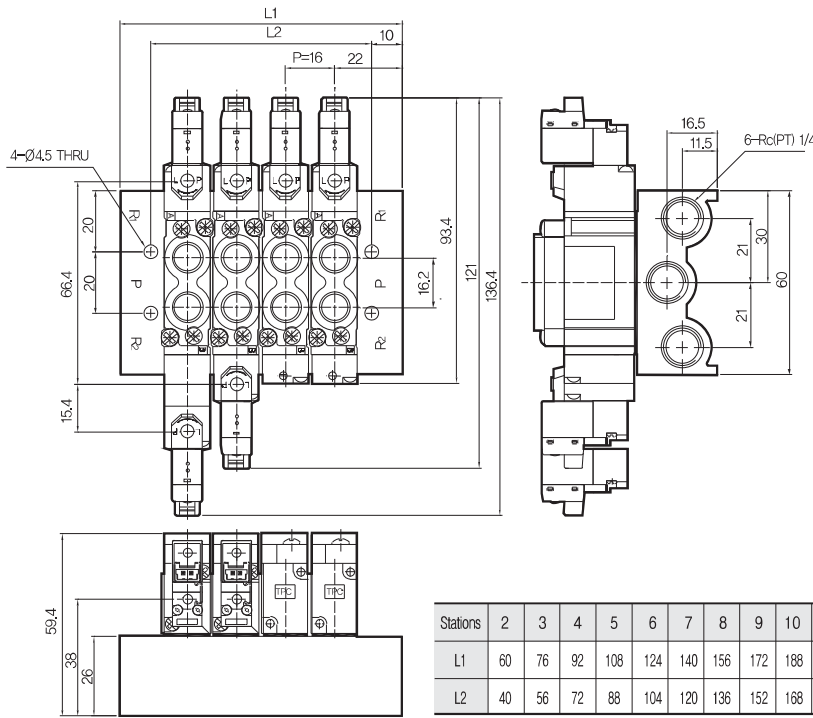 L1
L2
10
P=16
22
4-Ø4.5 THRU
16.5
11.5
6-Rc(PT) 1/4
L P
L P
L P
L P
A
A
A
A
R1
R1
20
20
66.4
15.4
P
P
R2
R2
16.2
93.4
121
136.4
21
21
30
60
B
B
B
B
59.4
38
26
TPC
TPC
Stations 2 3 4 5 6 7 8 9 10
L1 60 76 92 108 124 140 156 172 188
L2 40 56 72 88 104 120 136 152 168